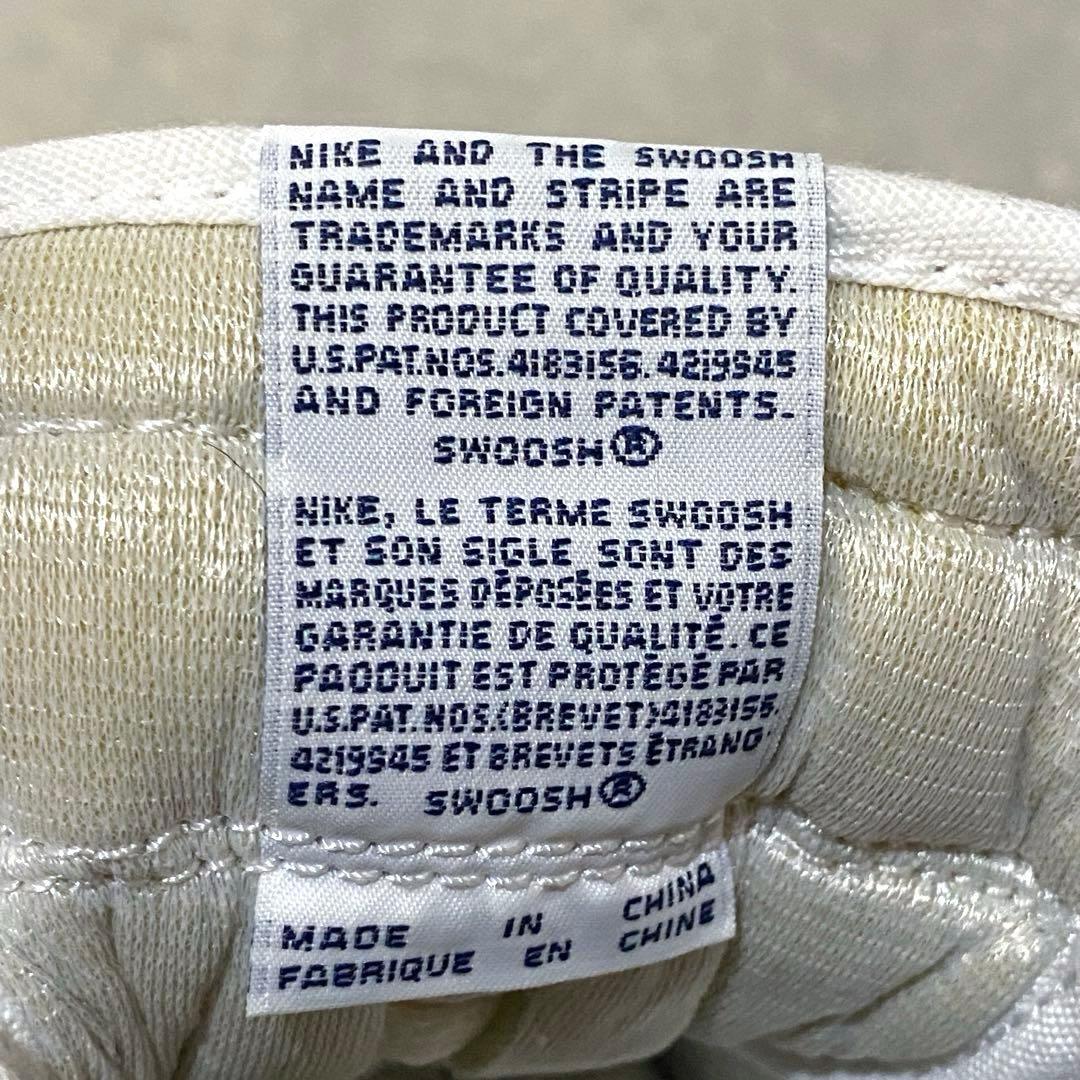 NIKE AND THE SWOOSH
NAME AND STRIPE ARE
TRADEMARKS AND YOUR
GUARANTEE OF QUALITY.
THIS PRODUCT COVERED BY
U.S.PAT.NOS.4183156.4219945
AND FOREIGN PATENTS.
SWOOSH®
NIKE, LE TERME SWOOSH
ET SON SIGLE SONT DES
MARQUES DÉPOSÉES ET VOTRE
GARANTIE DE QUALITÉ. CE
PRODUIT EST PROTÉGÉ PAR
U.S.PAT.NOS.(BREVET)4183156.
4219945 ET BREVETS ÉTRANG-
ERS. SWOOSH®
MADE IN CHINA
FABRIQUE EN CHINE